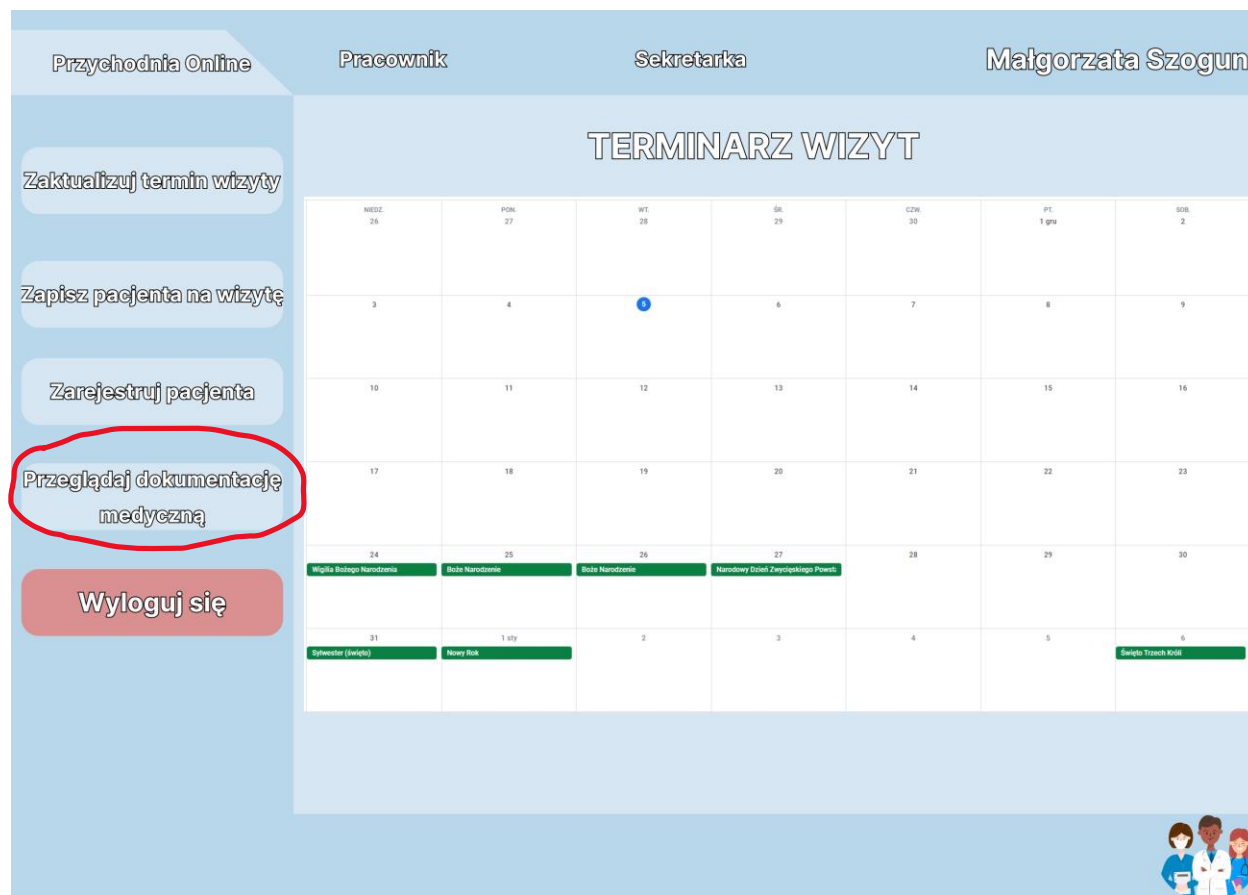 Przychodnia Online
Pracownik
Sekretarka
Małgorzata Szogun
TERMINARZ WIZYT
Zaktualizuj termin wizyty
Zapisz pacjenta na wizytę
Zarejestruj pacjenta
Przeglądaj dokumentację
medyczną
Wyloguj się
NIEDZ. PON. WT. ŚR. CZW. PT. SOB.
26 27 28 29 30 1 gru 2
3 4 5 6 7 8 9
10 11 12 13 14 15 16
17 18 19 20 21 22 23
24 25 26 27 28 29 30
Wigilia Bożego Narodzenia Boże Narodzenie Boże Narodzenie Narodowy Dzień Zwycięskiego Powsta
31 1 sty 2 3 4 5 6
Sylwester (święto) Nowy Rok Święto Trzech Króli